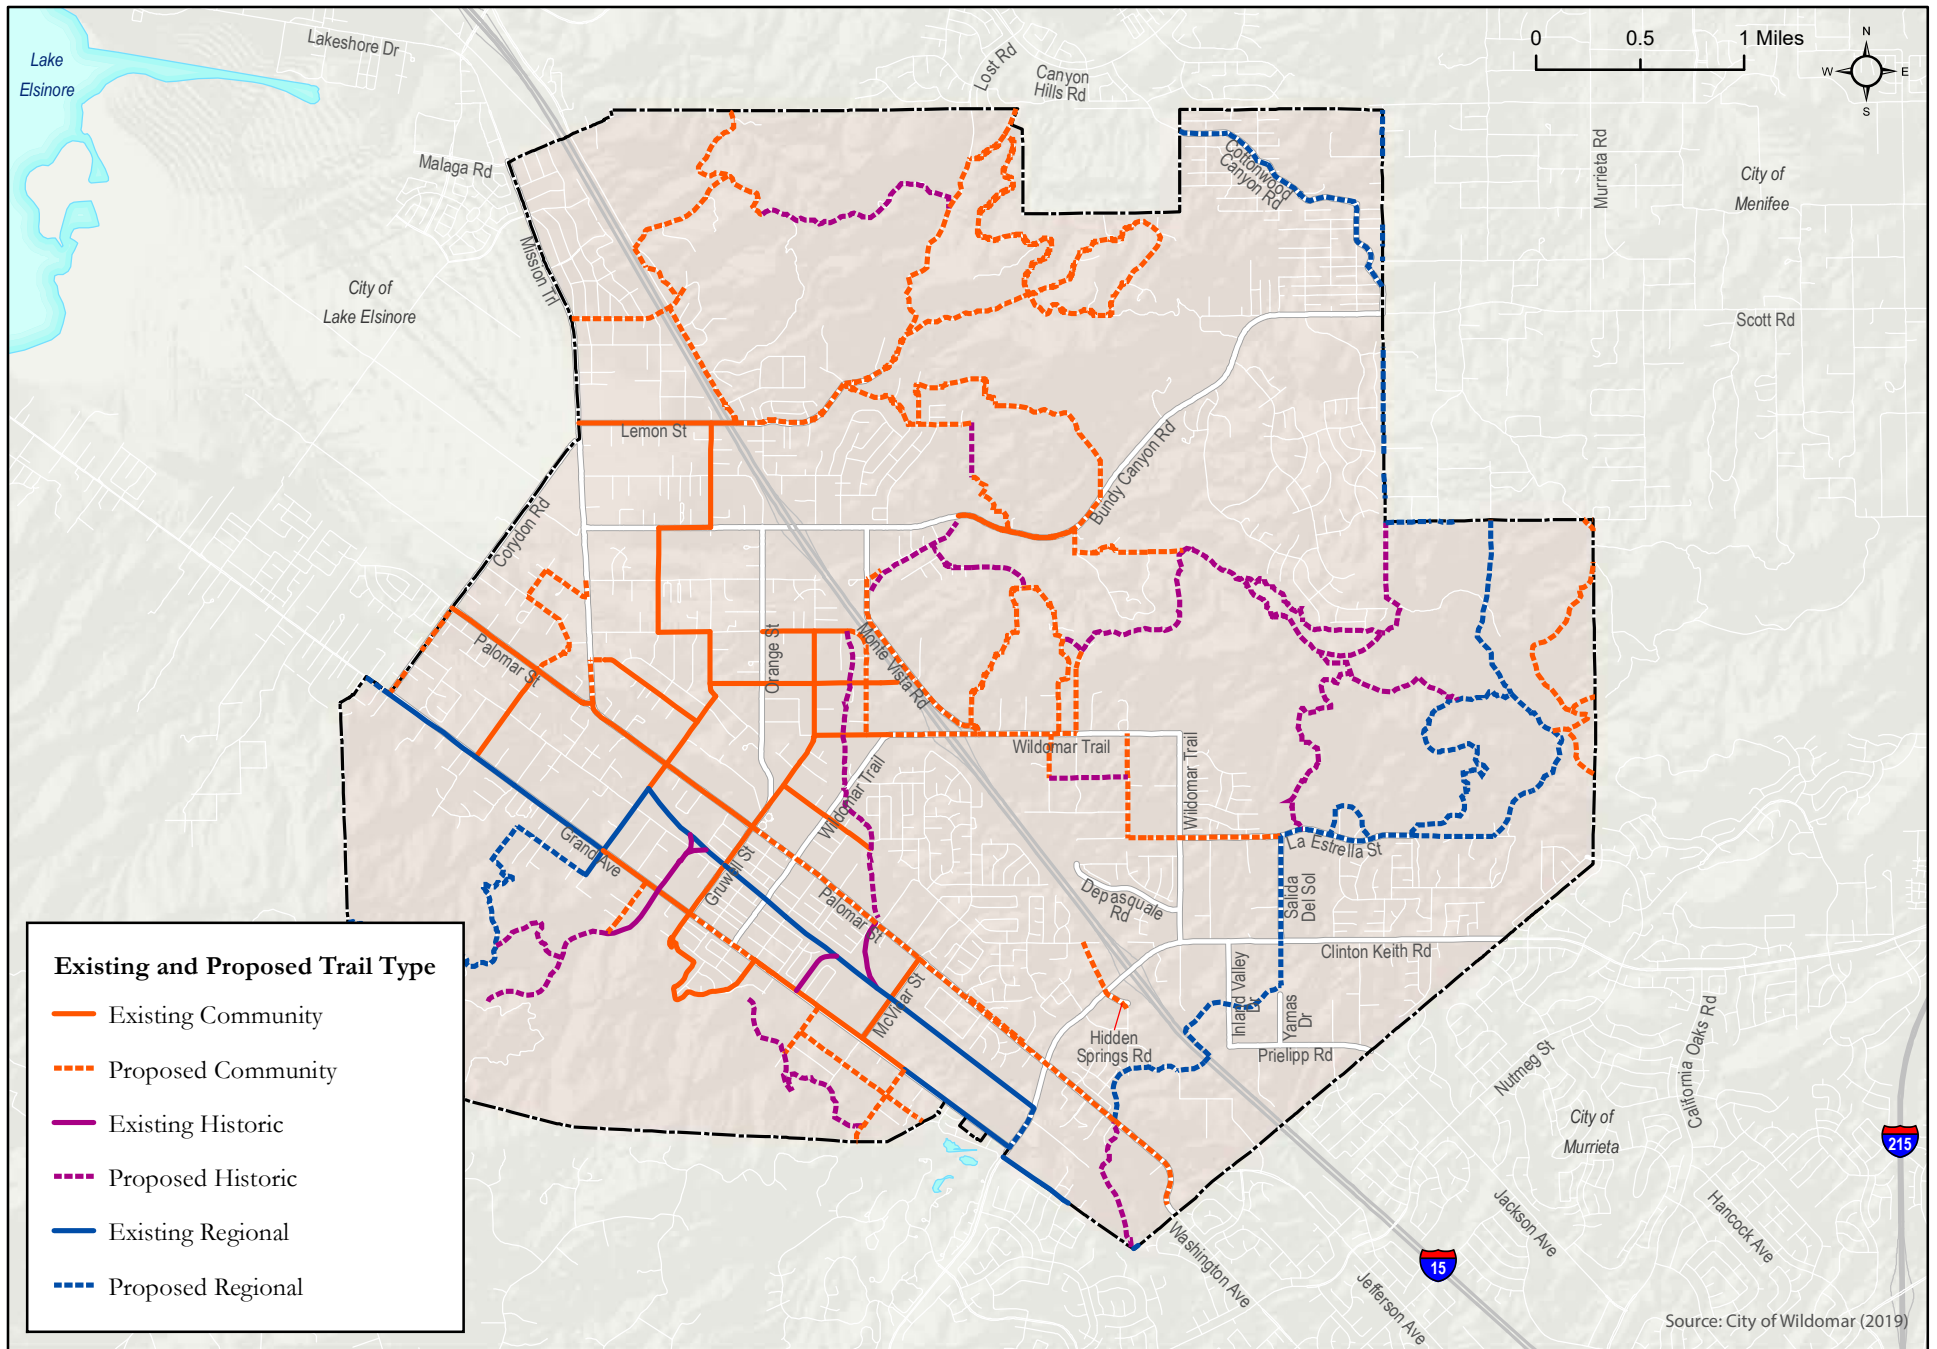 Lake
Elsinore
Lakeshore Dr
Lost Rd
Canyon
Hills Rd
0 0.5 1 Miles
N
W E
S
Malaga Rd
Cottonwood
Canyon Rd
Murrieta Rd
City of
Menifee
Mission Trl
City of
Lake Elsinore
Scott Rd
Lemon St
Bundy Canyon Rd
Corydon Rd
Palomar St
Orange St
Monte Vista Rd
Wildomar Trail
Wildomar Trail
Wildomar Trail
Grand Ave
Gruwell St
La Estrella St
Depasquale
Rd
Salida
Del Sol
Palomar St
Clinton Keith Rd
McVicar St
Inland Valley
Dr
Yamas
Dr
Hidden
Springs Rd
Prielipp Rd
Nutmeg St
California Oaks Rd
City of
Murrieta
215
Jackson Ave
Hancock Ave
Washington Ave
15
Jefferson Ave
Existing and Proposed Trail Type
Existing Community
Proposed Community
Existing Historic
Proposed Historic
Existing Regional
Proposed Regional
Source: City of Wildomar (2019)